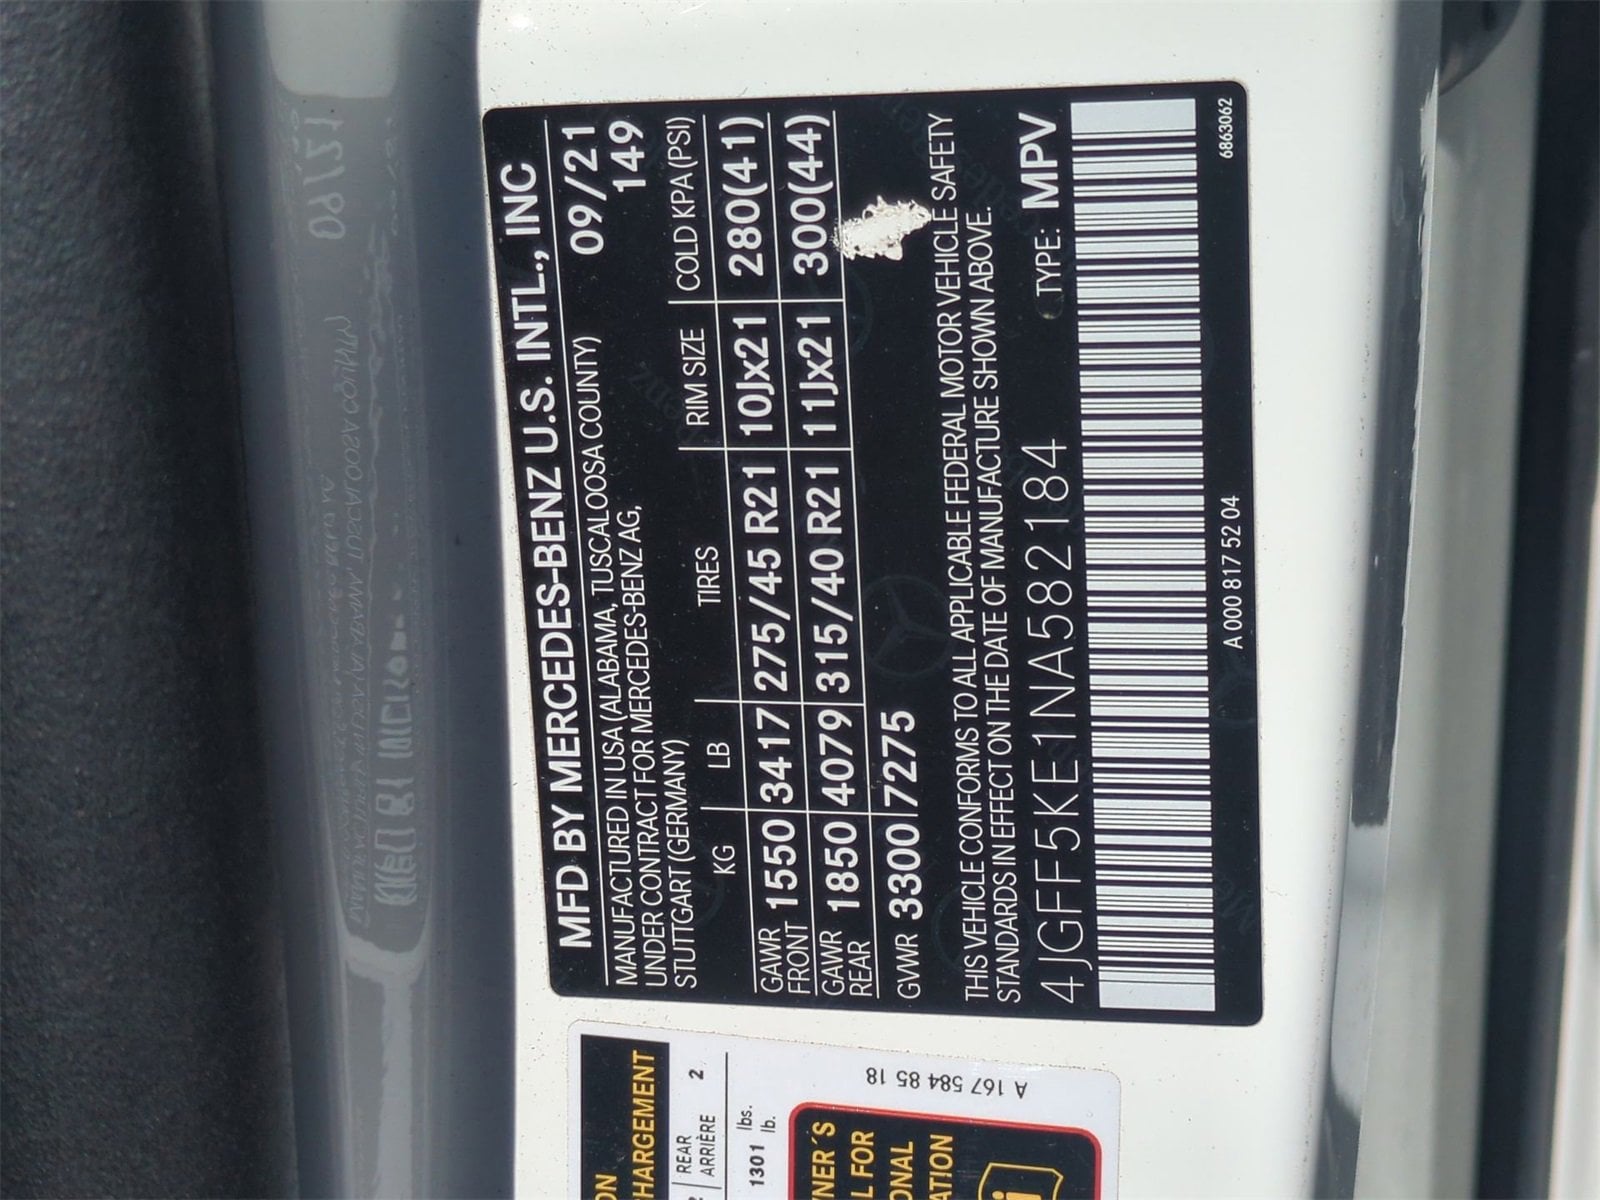 MFD BY MERCEDES-BENZ U.S. INTL., INC
MANUFACTURED IN USA (ALABAMA, TUSCALOOSA COUNTY) 09/21
UNDER CONTRACT FOR MERCEDES-BENZ AG, 149
STUTTGART (GERMANY)
KG LB TIRES RIM SIZE COLD KPA (PSI)
GAWR FRONT 1550 3417 275/45 R21 10Jx21 280(41)
GAWR REAR 1850 4079 315/40 R21 11Jx21 300(44)
GVWR 3300 7275
THIS VEHICLE CONFORMS TO ALL APPLICABLE FEDERAL MOTOR VEHICLE SAFETY
STANDARDS IN EFFECT ON THE DATE OF MANUFACTURE SHOWN ABOVE.
4JGFF5KE1NA582184 TYPE: MPV
A 000 817 52 04 6863062
CHARGEMENT
REAR
ARRIÈRE 2
1301 lbs.
lb.
A 167 584 85 18
FOR